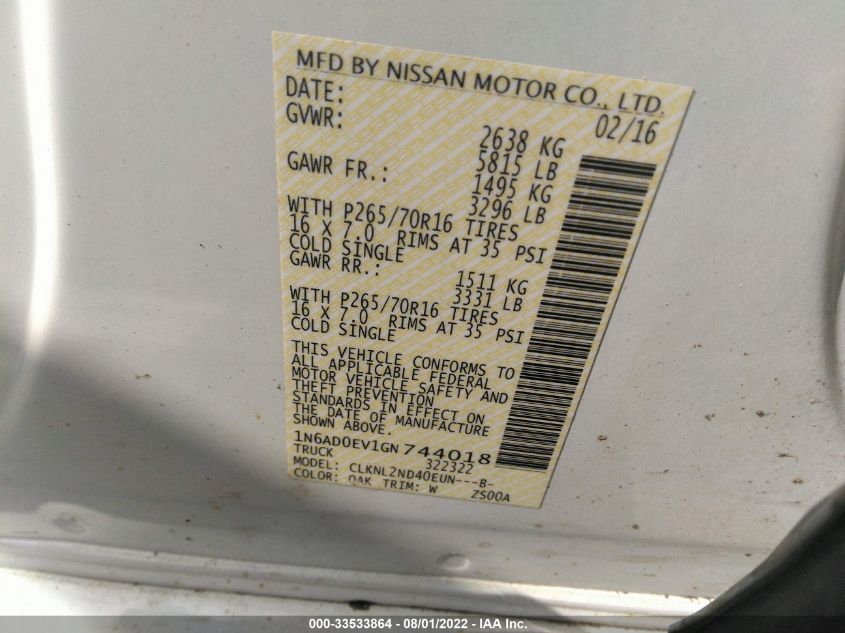 MFD BY NISSAN MOTOR CO., LTD.
DATE: 02/16
GVWR: 2638 KG
5815 LB
GAWR FR.: 1495 KG
3296 LB
WITH P265/70R16 TIRES
16 X 7.0 RIMS AT 35 PSI
COLD SINGLE
GAWR RR.: 1511 KG
3331 LB
WITH P265/70R16 TIRES
16 X 7.0 RIMS AT 35 PSI
COLD SINGLE
THIS VEHICLE CONFORMS TO
ALL APPLICABLE FEDERAL
MOTOR VEHICLE SAFETY AND
THEFT PREVENTION
STANDARDS IN EFFECT ON
THE DATE OF MANUFACTURE
SHOWN ABOVE.
1N6AD0EV1GN744018
TRUCK 322322
MODEL: CLKNL2ND40EUN---B-
COLOR: QAK TRIM: W ZS00A
000-33533864 - 08/01/2022 - IAA Inc.